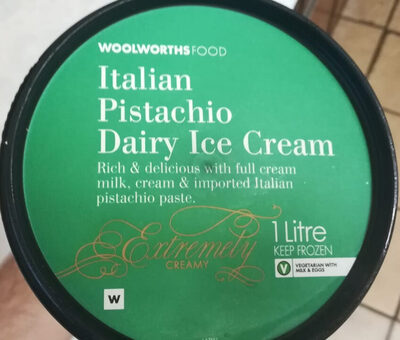 WOOLWORTHS FOOD
Italian
Pistachio
Dairy Ice Cream
Rich & delicious with full cream
milk, cream & imported Italian
pistachio paste.
Extremely
CREAMY
1 Litre
KEEP FROZEN
V VEGETARIAN WITH
MILK & EGGS
W